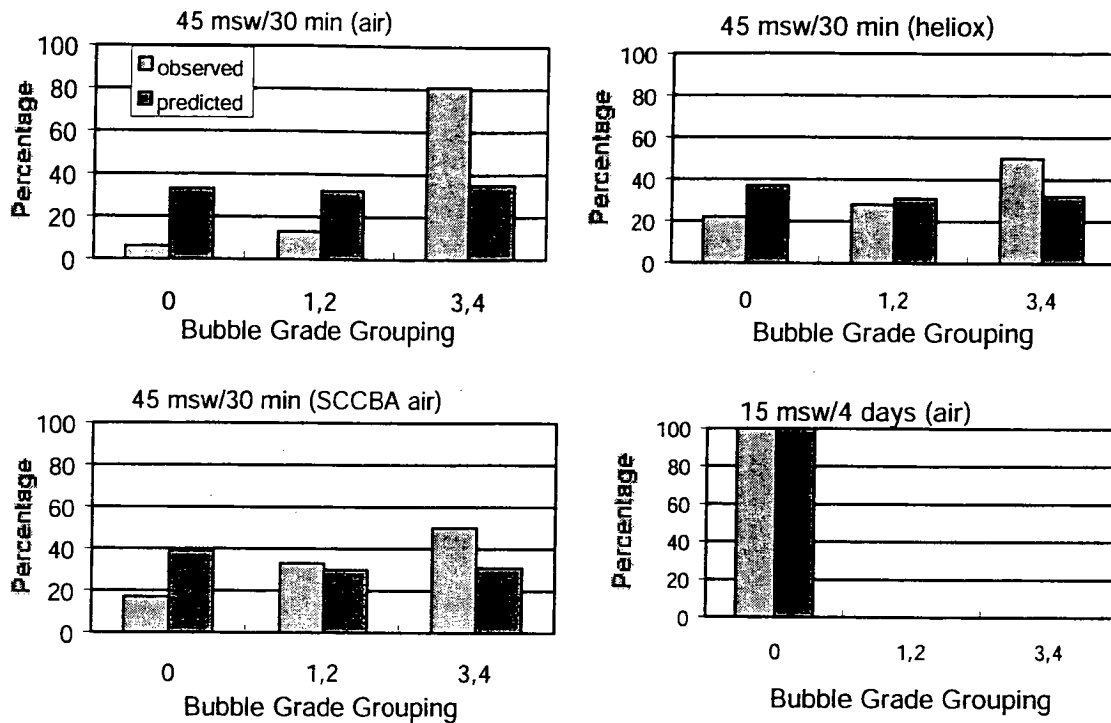 45 msw/30 min (air)
Percentage
100
80
60
40
20
0
observed
predicted
0 1,2 3,4
Bubble Grade Grouping
45 msw/30 min (heliox)
Percentage
100
80
60
40
20
0
0 1,2 3,4
Bubble Grade Grouping
45 msw/30 min (SCCBA air)
Percentage
100
80
60
40
20
0
0 1,2 3,4
Bubble Grade Grouping
15 msw/4 days (air)
Percentage
100
80
60
40
20
0
0 1,2 3,4
Bubble Grade Grouping